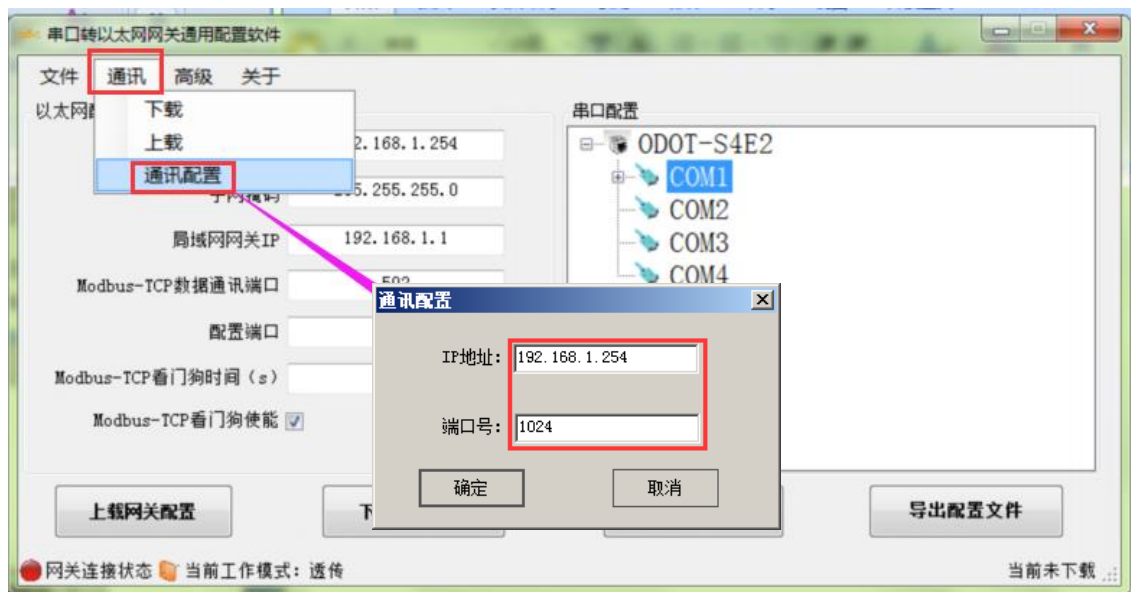 串口转以太网网关通用配置软件
文件 通讯 高级 关于
下载
上载
通讯配置
以太网
2.168.1.254
子网掩码
255.255.0
局域网网关IP 192.168.1.1
Modbus-TCP数据通讯端口 502
配置端口
Modbus-TCP看门狗时间（s）
Modbus-TCP看门狗使能
串口配置
ODOT-S4E2
COM1
COM2
COM3
COM4
通讯配置
IP地址: 192.168.1.254
端口号: 1024
确定 取消
上载网关配置
导出配置文件
网关连接状态 当前工作模式: 透传
当前未下载